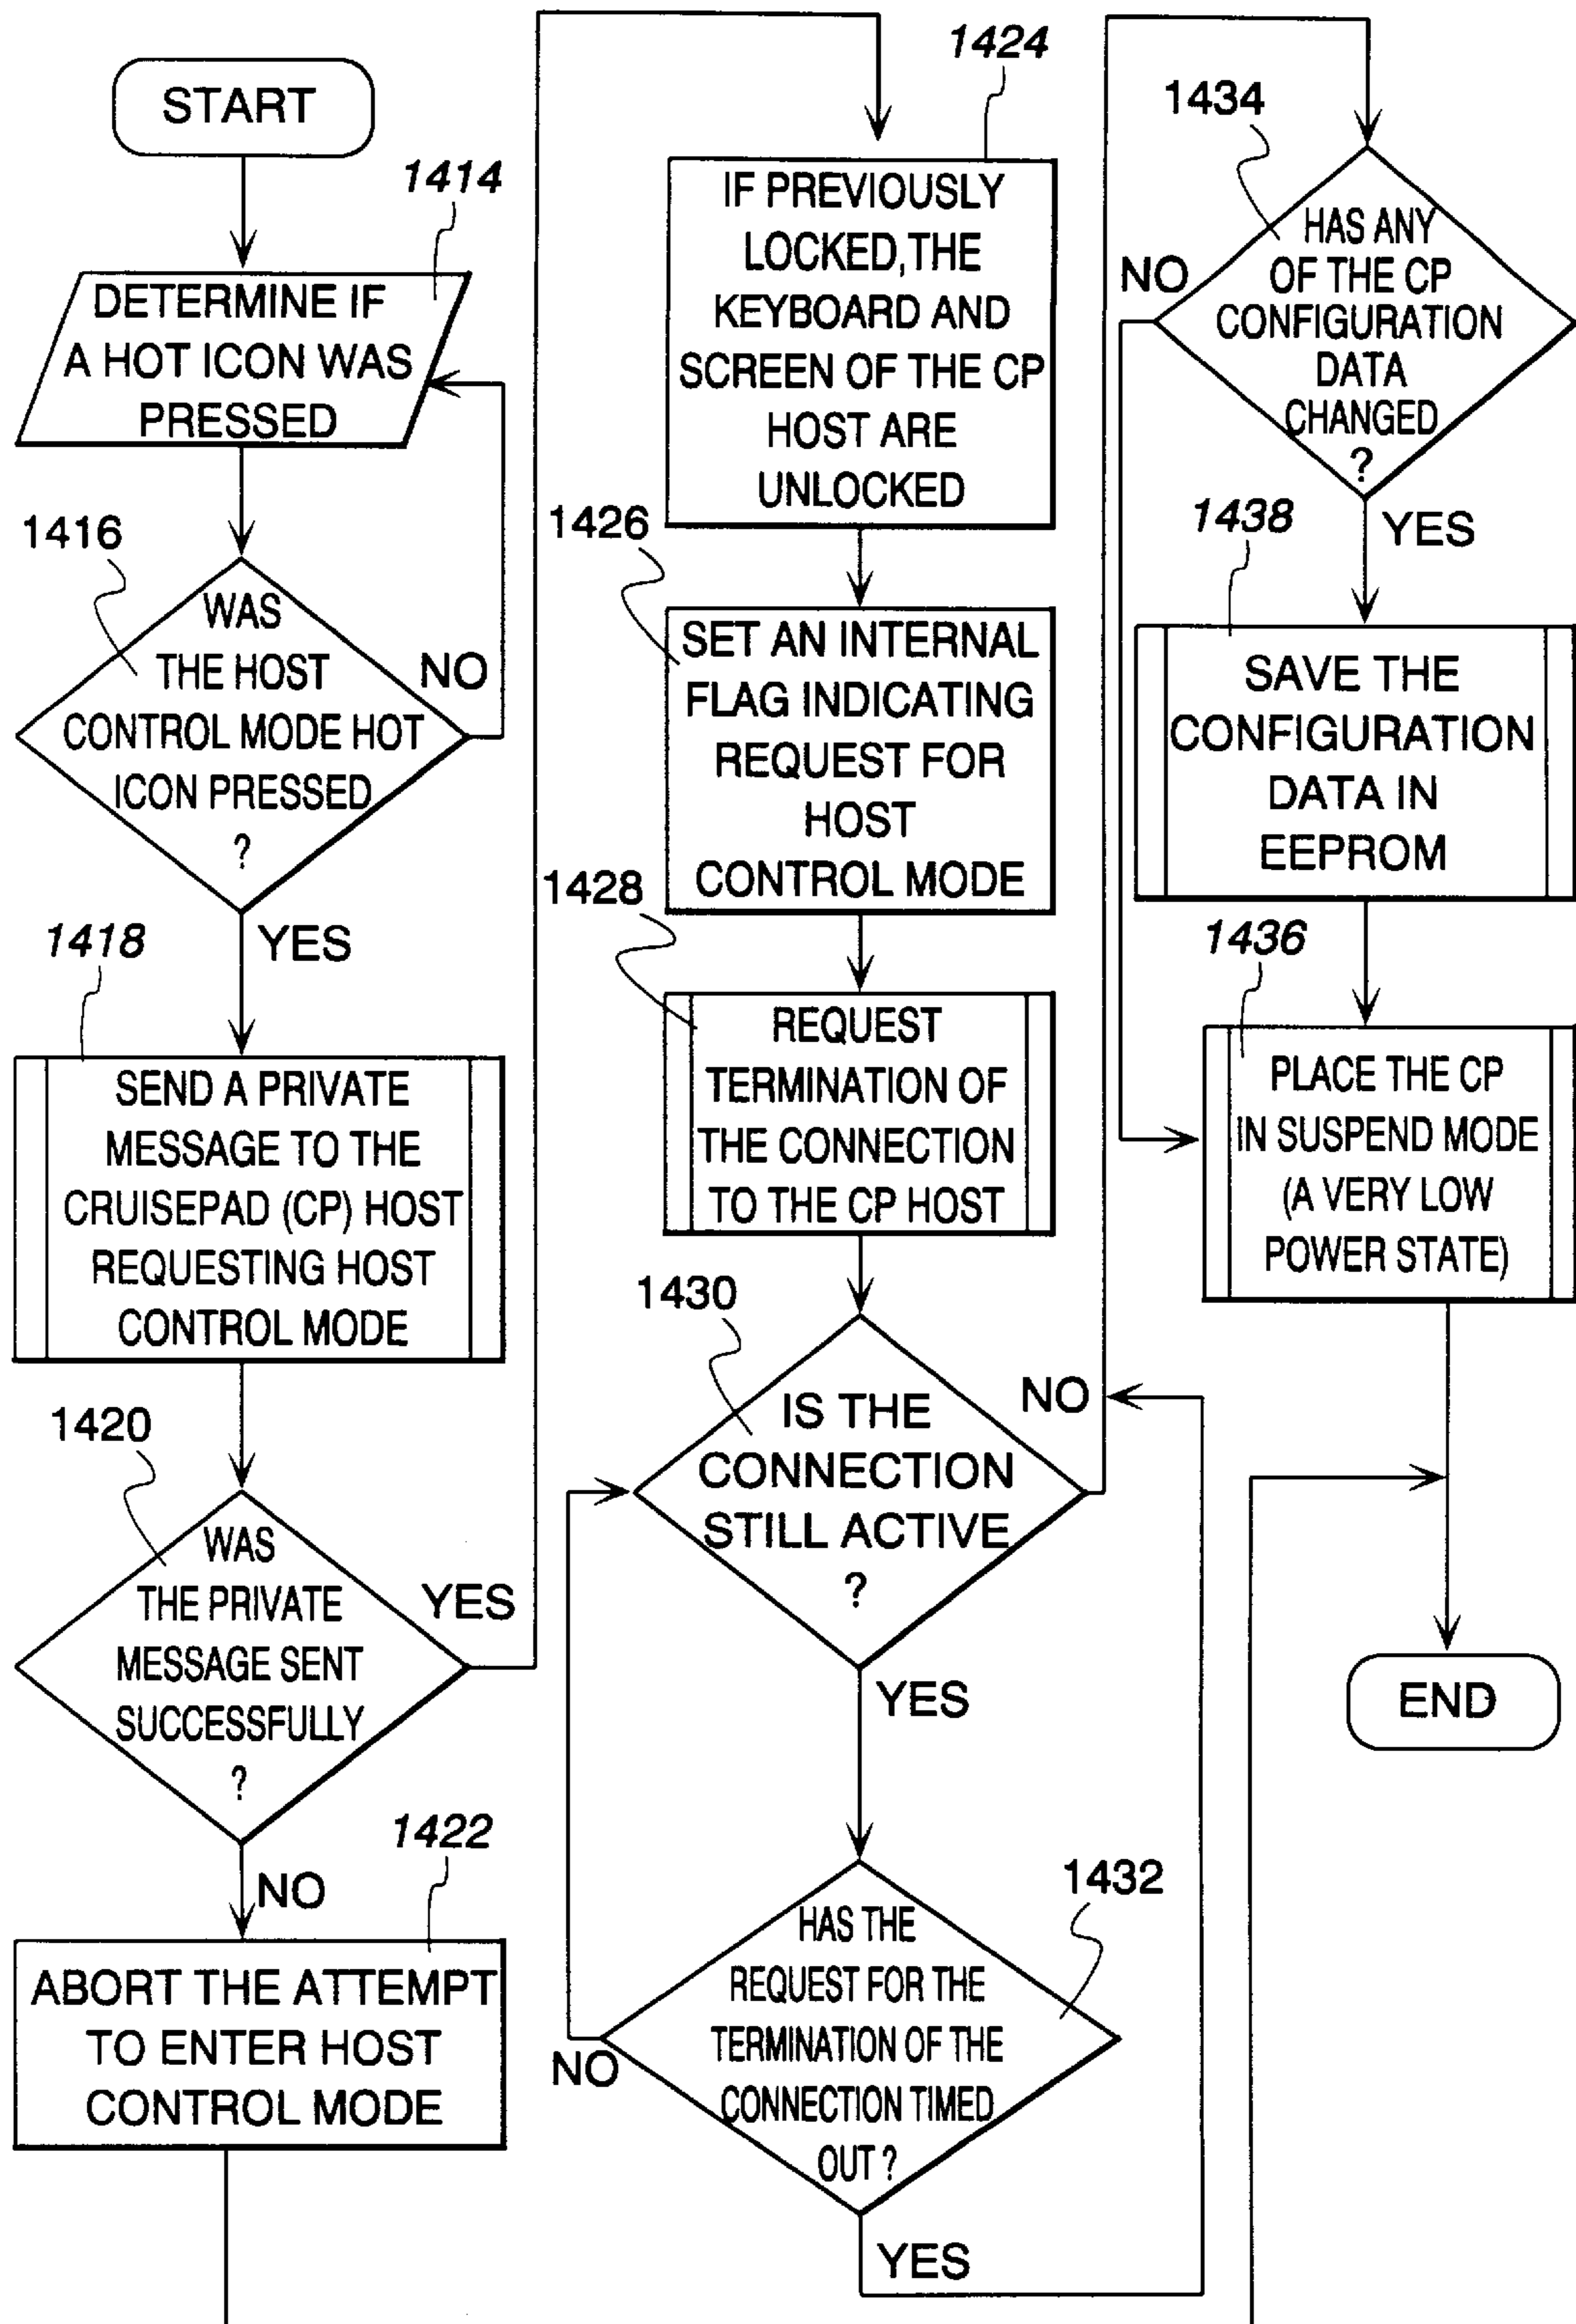 START
1414
DETERMINE IF
A HOT ICON WAS
PRESSED
1416
WAS
THE HOST
CONTROL MODE HOT
ICON PRESSED
?
NO
YES
1418
SEND A PRIVATE
MESSAGE TO THE
CRUISEPAD (CP) HOST
REQUESTING HOST
CONTROL MODE
1420
WAS
THE PRIVATE
MESSAGE SENT
SUCCESSFULLY
?
YES
NO
1422
ABORT THE ATTEMPT
TO ENTER HOST
CONTROL MODE
1424
IF PREVIOUSLY
LOCKED, THE
KEYBOARD AND
SCREEN OF THE CP
HOST ARE
UNLOCKED
1426
SET AN INTERNAL
FLAG INDICATING
REQUEST FOR
HOST
CONTROL MODE
1428
REQUEST
TERMINATION OF
THE CONNECTION
TO THE CP HOST
1430
IS THE
CONNECTION
STILL ACTIVE
?
NO
YES
1432
HAS THE
REQUEST FOR THE
TERMINATION OF THE
CONNECTION TIMED
OUT ?
NO
YES
1434
HAS ANY
OF THE CP
CONFIGURATION
DATA
CHANGED
?
NO
YES
1438
SAVE THE
CONFIGURATION
DATA IN
EEPROM
1436
PLACE THE CP
IN SUSPEND MODE
(A VERY LOW
POWER STATE)
END